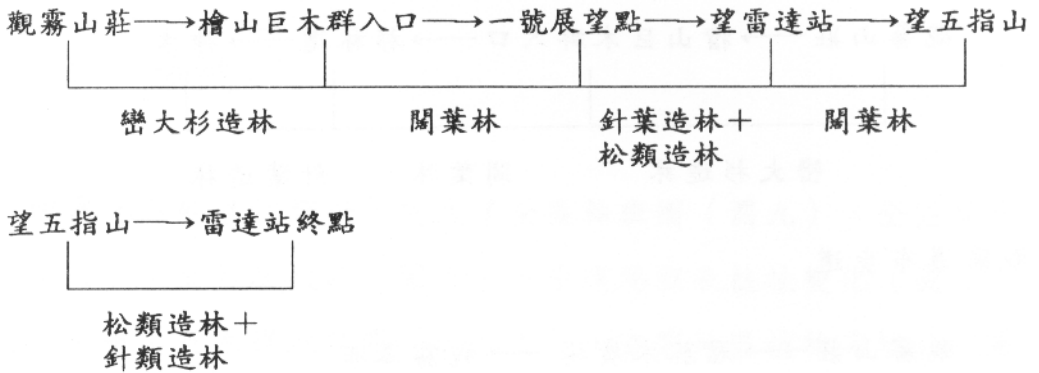 觀霧山莊──→檜山巨木群入口──→一號展望點──→望雷達站──→望五指山
巒大杉造林 闊葉林 針葉造林＋ 闊葉林
松類造林
望五指山──→雷達站終點
松類造林＋
針類造林